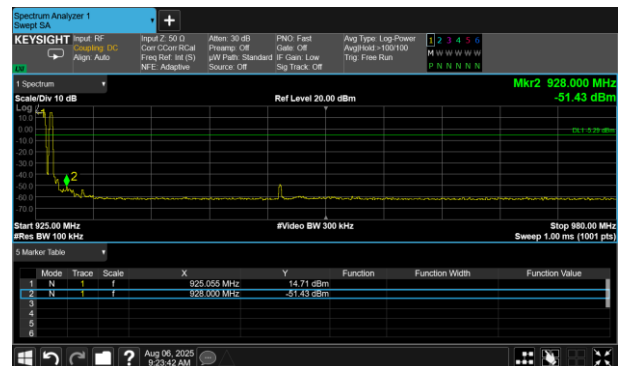 Spectrum Analyzer 1
Swept SA
+
KEYSIGHT Input: RF Input Z: 50 Ω Atten: 30 dB PNO: Fast Avg Type: Log-Power 1 2 3 4 5 6
Coupling: DC Corr CCorr RCal Preamp: Off Gate: Off Avg|Hold:>100/100 M W W W W W
Align: Auto Freq Ref: Int (S) µW Path: Standard IF Gain: Low Trig: Free Run P N N N N N
NFE: Adaptive Source: Off Sig Track: Off
1 Spectrum
Mkr2 928.000 MHz
Scale/Div 10 dB Ref Level 20.00 dBm -51.43 dBm
Log
1
10.0
0.00
DL1 -5.29 dBm
-10.0
-20.0
-30.0
-40.0
2
-50.0
-60.0
-70.0
Start 925.00 MHz #Video BW 300 kHz Stop 980.00 MHz
#Res BW 100 kHz Sweep 1.00 ms (1001 pts)
5 Marker Table
Mode Trace Scale X Y Function Function Width Function Value
1 N 1 f 925.055 MHz 14.71 dBm
2 N 1 f 928.000 MHz -51.43 dBm
3
4
5
6
? Aug 06, 2025
9:23:42 AM